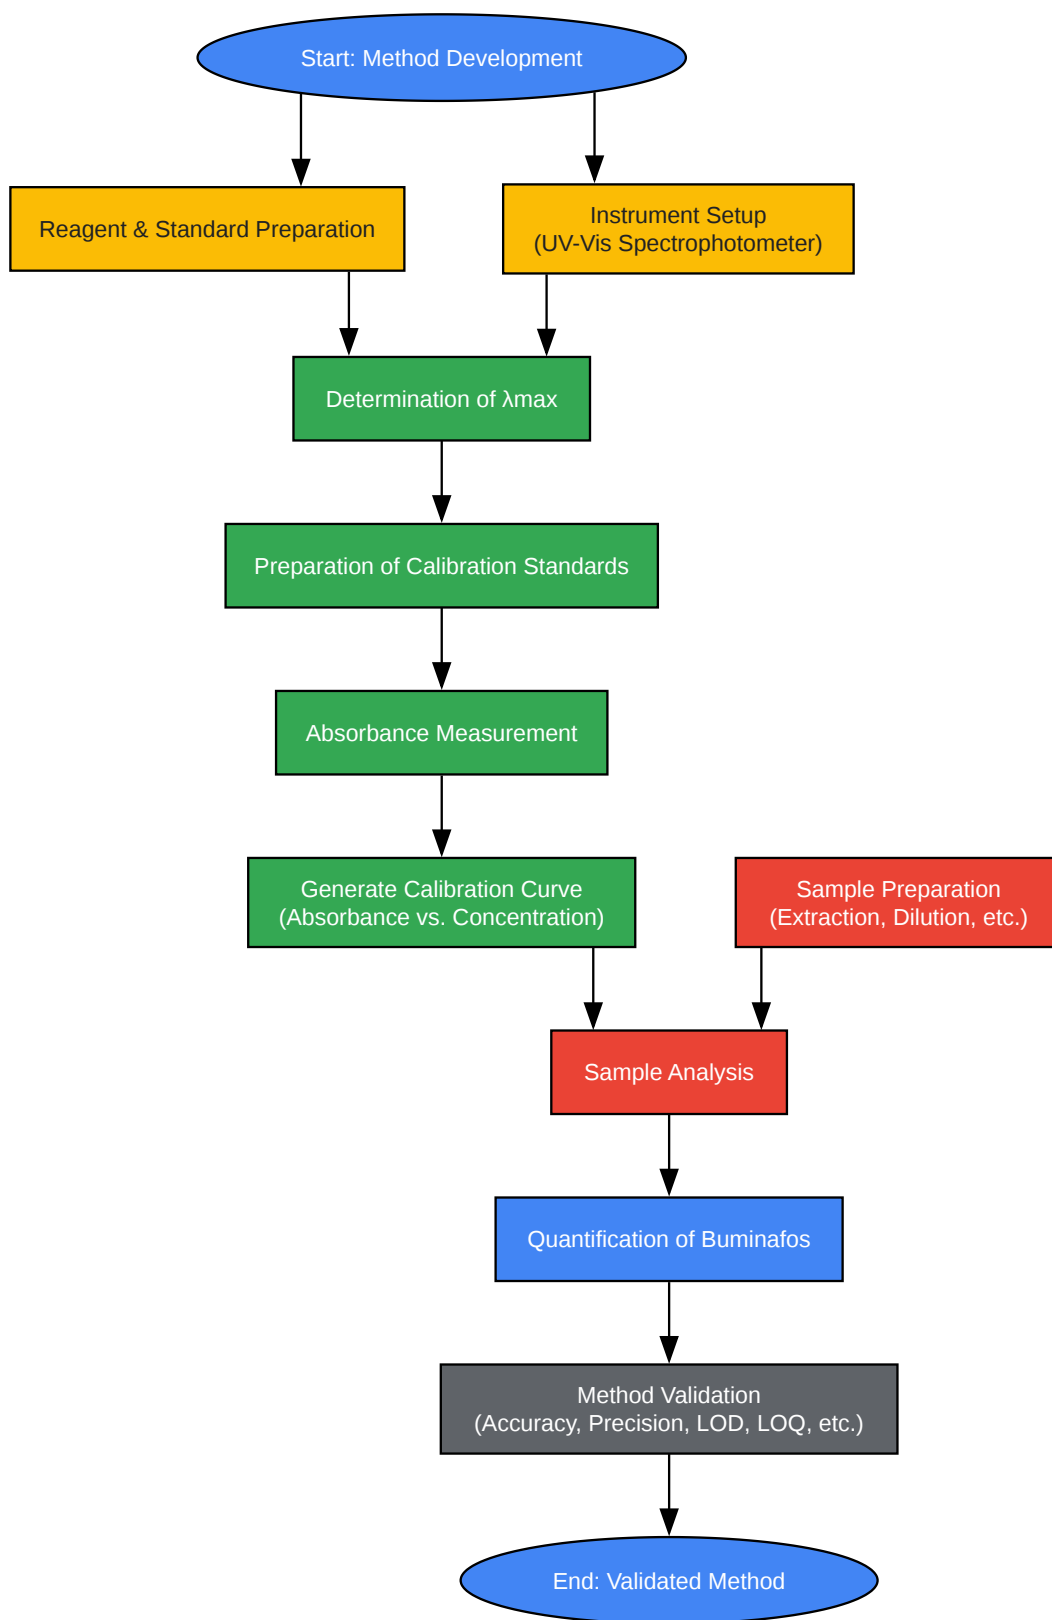 Start: Method Development
Reagent & Standard Preparation
Instrument Setup
(UV-Vis Spectrophotometer)
Determination of λmax
Preparation of Calibration Standards
Absorbance Measurement
Generate Calibration Curve
(Absorbance vs. Concentration)
Sample Preparation
(Extraction, Dilution, etc.)
Sample Analysis
Quantification of Buminafos
Method Validation
(Accuracy, Precision, LOD, LOQ, etc.)
End: Validated Method